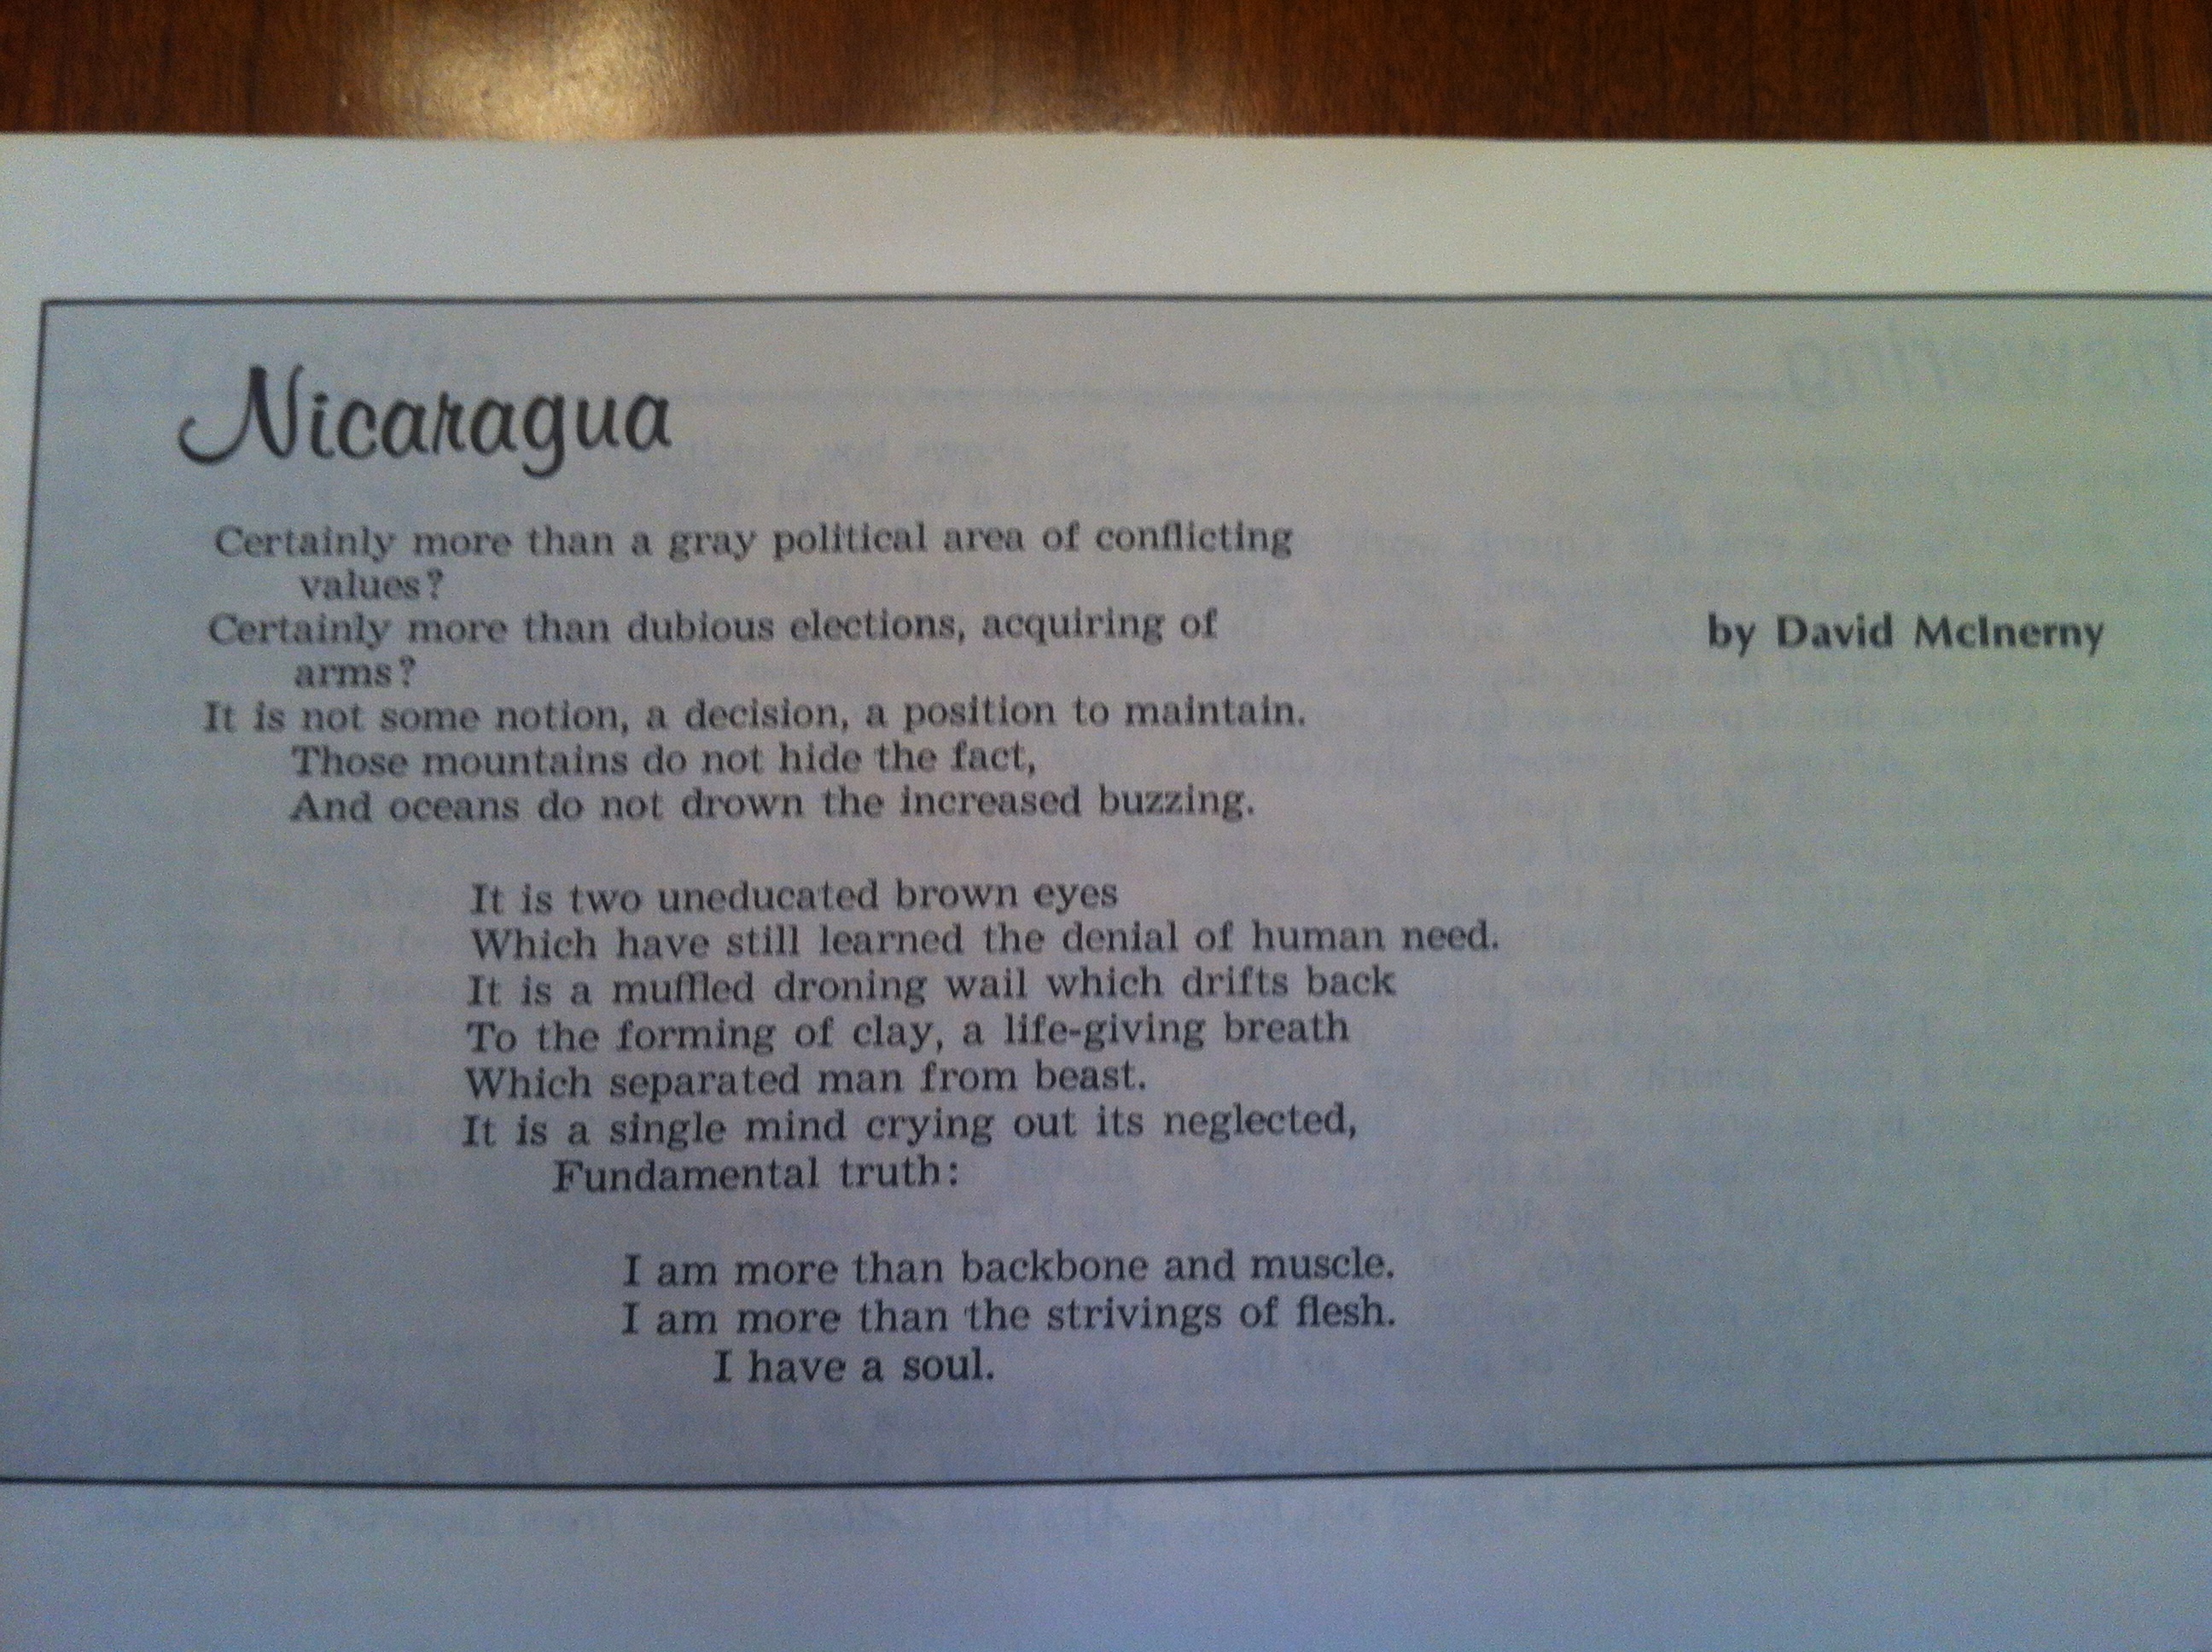 Nicaragua
Certainly more than a gray political area of conflicting
values?
Certainly more than dubious elections, acquiring of
arms?
by David McInerny
It is not some notion, a decision, a position to maintain.
Those mountains do not hide the fact,
And oceans do not drown the increased buzzing.
It is two uneducated brown eyes
Which have still learned the denial of human need.
It is a muffled droning wail which drifts back
To the forming of clay, a life-giving breath
Which separated man from beast.
It is a single mind crying out its neglected,
Fundamental truth:
I am more than backbone and muscle.
I am more than the strivings of flesh.
I have a soul.